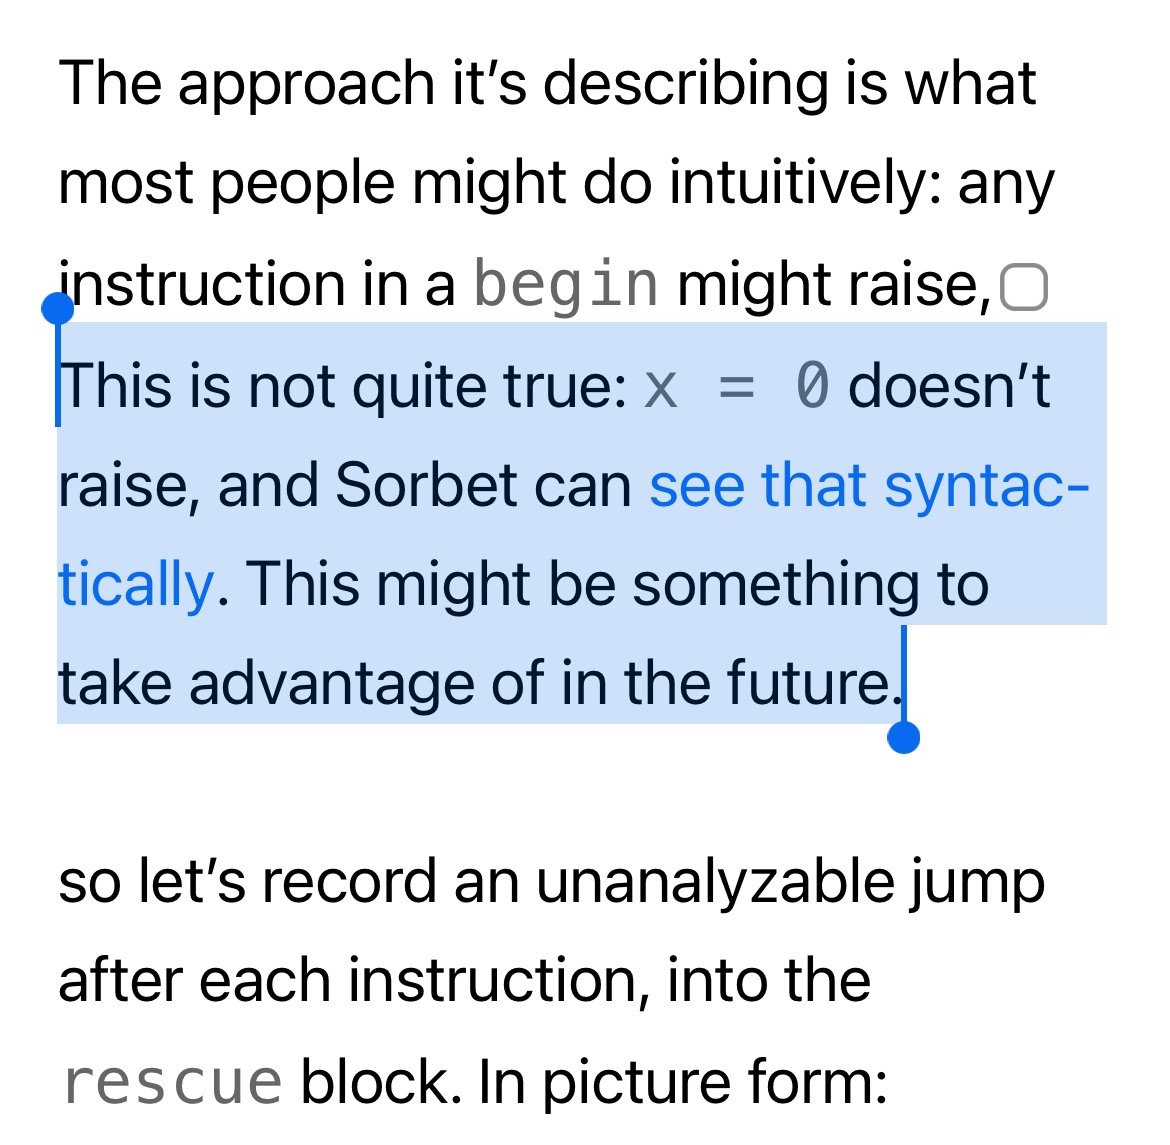 The approach it’s describing is what
most people might do intuitively: any
instruction in a begin might raise,
This is not quite true: x = 0 doesn’t
raise, and Sorbet can see that syntac-
tically. This might be something to
take advantage of in the future.
so let’s record an unanalyzable jump
after each instruction, into the
rescue block. In picture form: